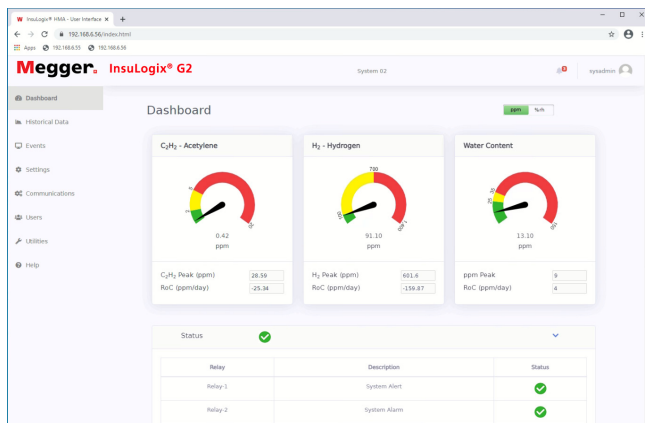 InsuLogix® HMA - User Interface
192.168.6.56/index.html
Apps 192.168.6.55 192.168.6.56
Megger. InsuLogix® G2
System 02
sysadmin
Dashboard
Historical Data
Events
Settings
Communications
Users
Utilities
Help
Dashboard
ppm %rh
C₂H₂ - Acetylene
0.42
ppm
C₂H₂ Peak (ppm) 28.59
RoC (ppm/day) -25.34
H₂ - Hydrogen
700
91.10
ppm
H₂ Peak (ppm) 601.6
RoC (ppm/day) -159.87
Water Content
13.10
ppm
ppm Peak 9
RoC (ppm/day) 4
Status
Relay Description Status
Relay-1 System Alert
Relay-2 System Alarm